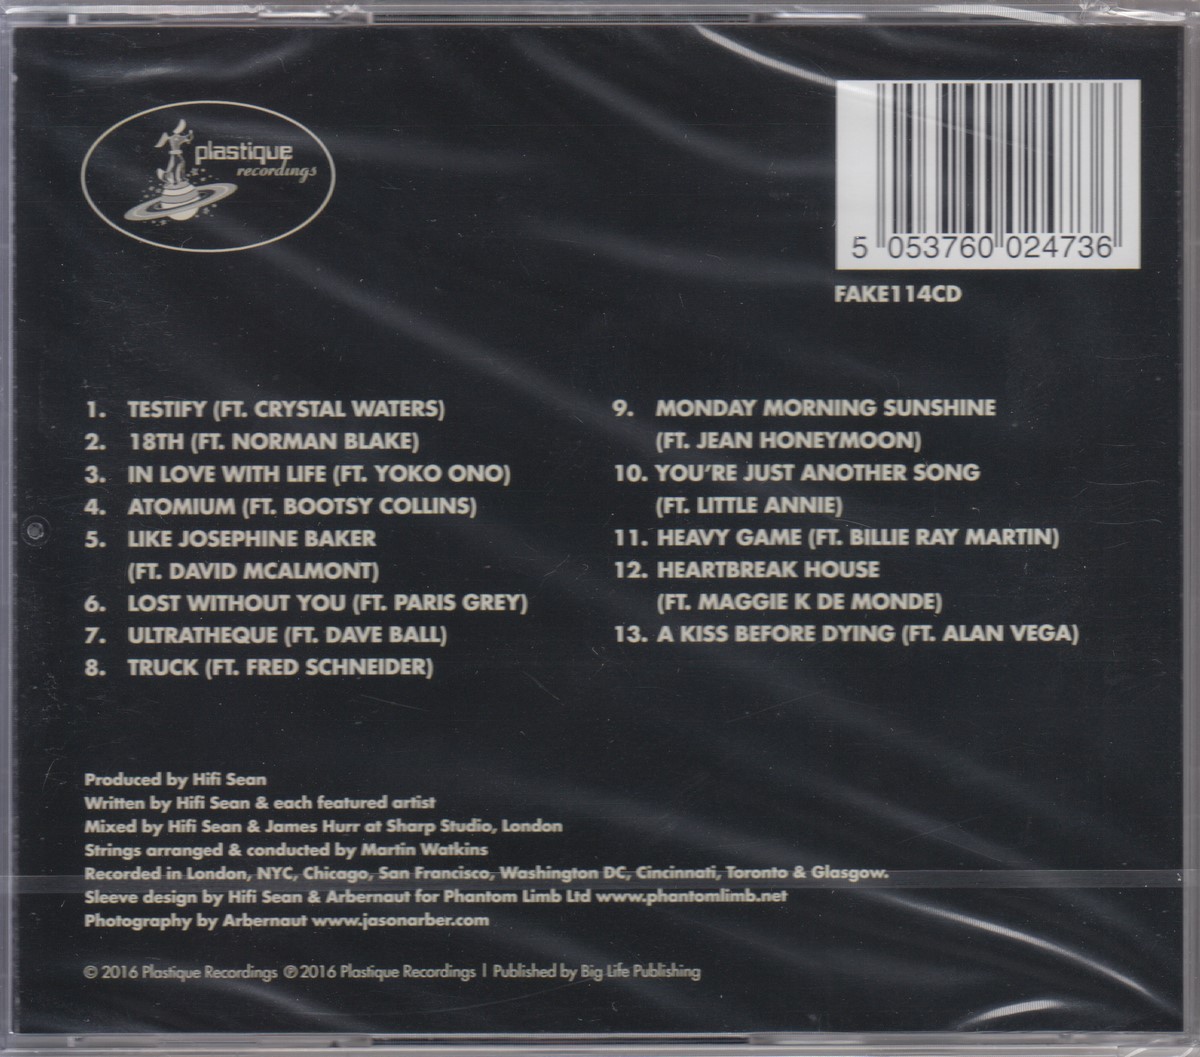 plastique
recordings
5 053760 024736
FAKE114CD
1. TESTIFY (FT. CRYSTAL WATERS)
2. 18TH (FT. NORMAN BLAKE)
3. IN LOVE WITH LIFE (FT. YOKO ONO)
4. ATOMIUM (FT. BOOTSY COLLINS)
5. LIKE JOSEPHINE BAKER
(FT. DAVID MCALMONT)
6. LOST WITHOUT YOU (FT. PARIS GREY)
7. ULTRATHEQUE (FT. DAVE BALL)
8. TRUCK (FT. FRED SCHNEIDER)
9. MONDAY MORNING SUNSHINE
(FT. JEAN HONEYMOON)
10. YOU'RE JUST ANOTHER SONG
(FT. LITTLE ANNIE)
11. HEAVY GAME (FT. BILLIE RAY MARTIN)
12. HEARTBREAK HOUSE
(FT. MAGGIE K DE MONDE)
13. A KISS BEFORE DYING (FT. ALAN VEGA)
Produced by Hifi Sean
Written by Hifi Sean & each featured artist
Mixed by Hifi Sean & James Hurr at Sharp Studio, London
Strings arranged & conducted by Martin Watkins
Recorded in London, NYC, Chicago, San Francisco, Washington DC, Cincinnati, Toronto & Glasgow.
Sleeve design by Hifi Sean & Arbernaut for Phantom Limb Ltd www.phantomlimb.net
Photography by Arbernaut www.jasonarber.com
© 2016 Plastique Recordings ℗ 2016 Plastique Recordings | Published by Big Life Publishing